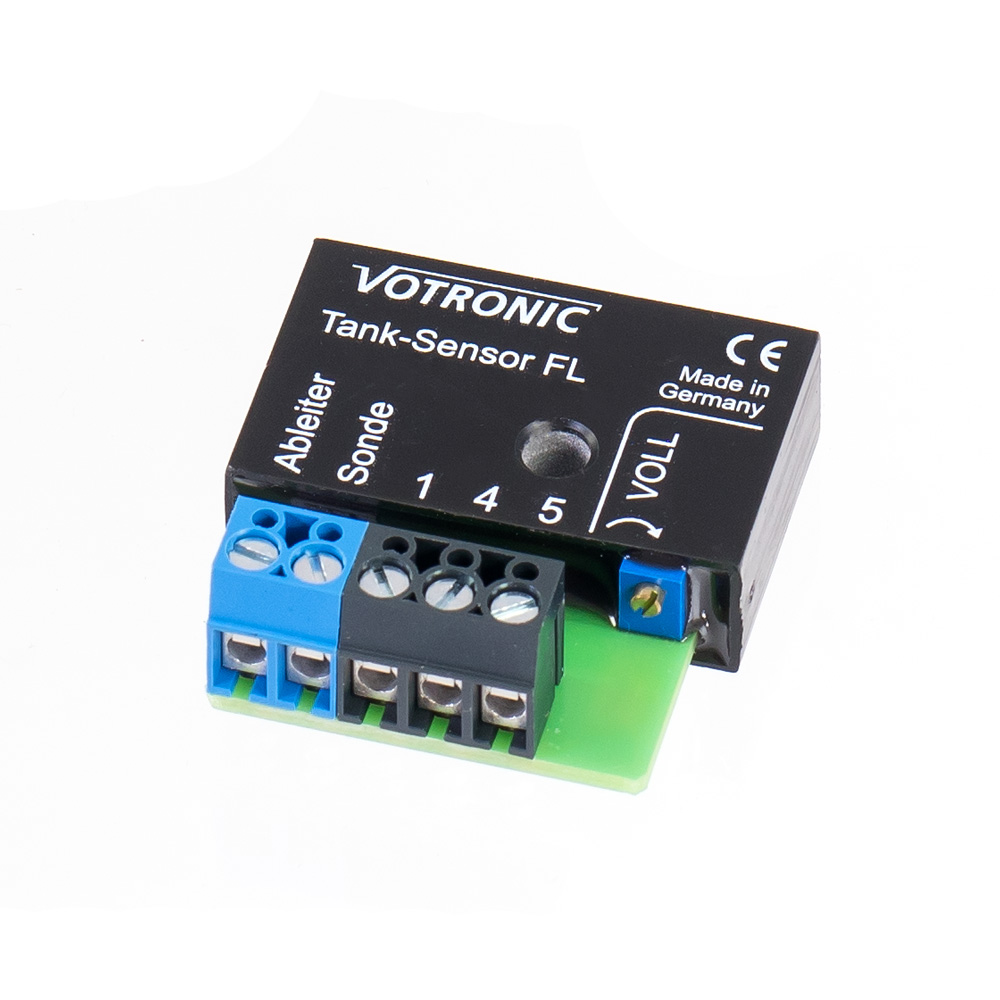 VOTRONIC
Tank-Sensor FL
CE
Made in
Germany
Ableiter
Sonde
1
4
5
VOLL